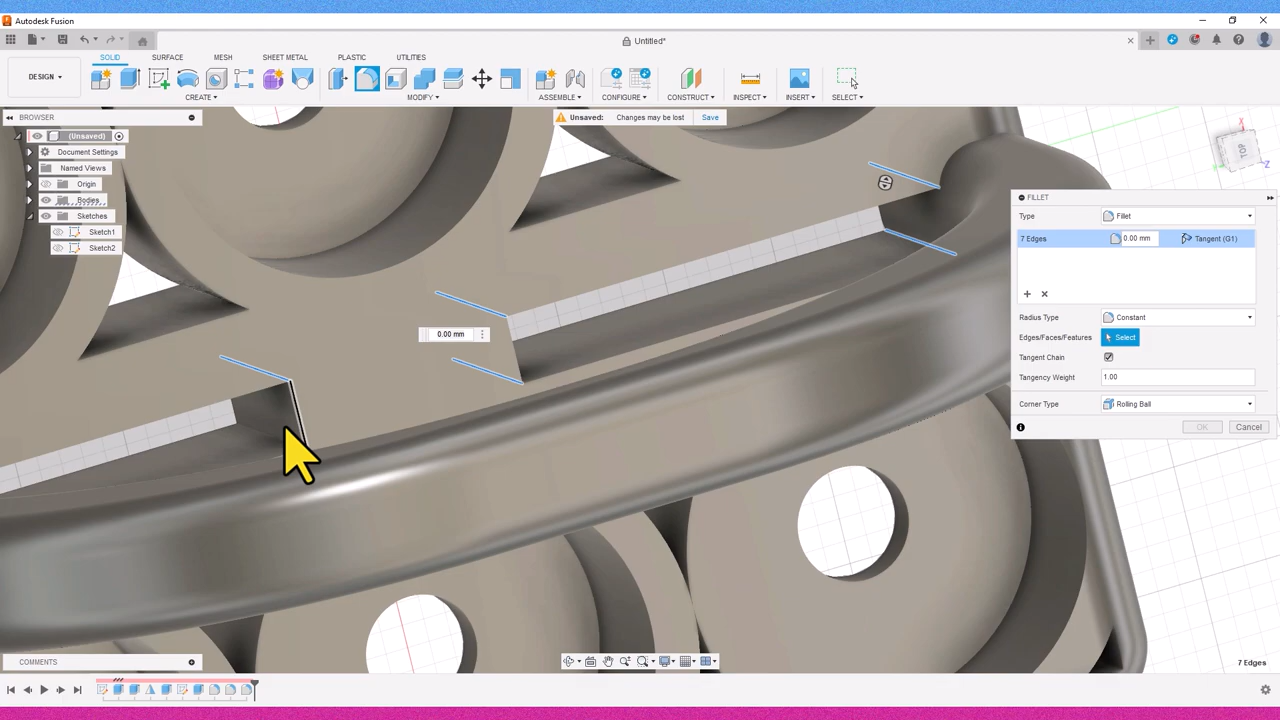 Autodesk Fusion
Untitled*
DESIGN
SOLID SURFACE MESH SHEET METAL PLASTIC UTILITIES
CREATE MODIFY ASSEMBLE CONFIGURE CONSTRUCT INSPECT INSERT SELECT
BROWSER
Unsaved: Changes may be lost Save
(Unsaved)
Document Settings
Named Views
Origin
Bodies
Sketches
Sketch1
Sketch2
TOP
X
Z
FILLET
Type Fillet
7 Edges 0.00 mm Tangent (G1)
Radius Type Constant
Edges/Faces/Features Select
Tangent Chain
Tangency Weight 1.00
Corner Type Rolling Ball
OK Cancel
0.00 mm
COMMENTS
7 Edges